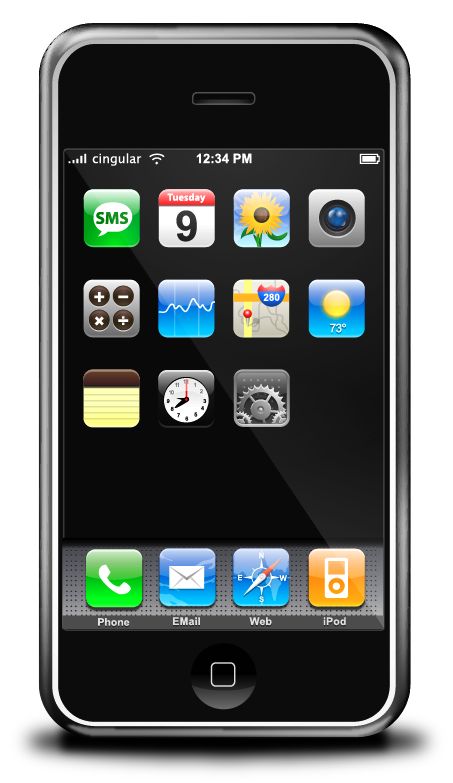 cingular 12:34 PM
SMS
Tuesday
9
280
73°
Phone EMail Web iPod
N
E W
S